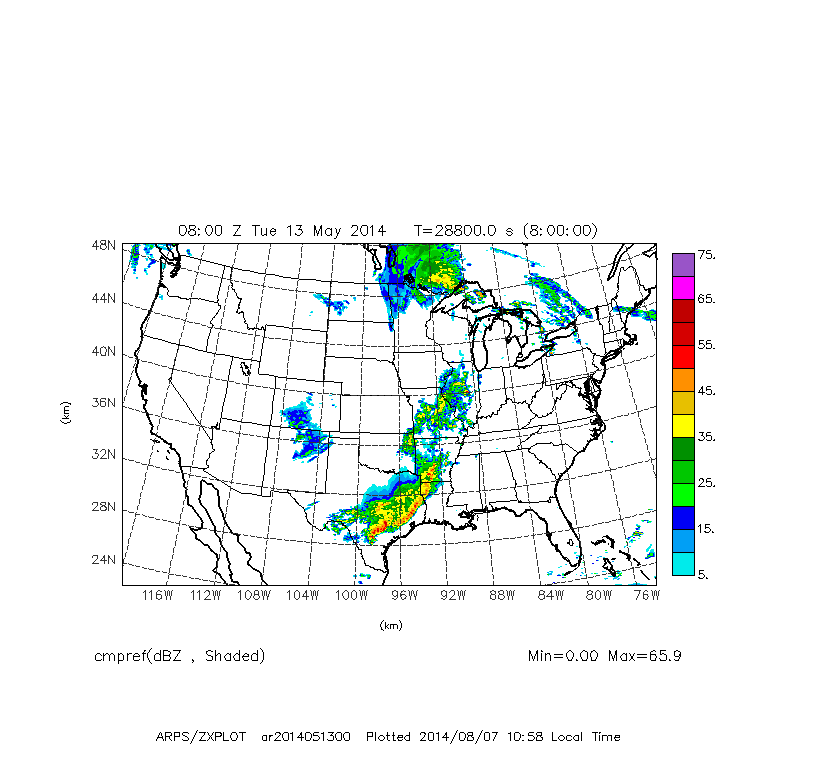 08:00 Z Tue 13 May 2014 T=28800.0 s (8:00:00)
48N
44N
40N
36N
32N
28N
24N
(km)
75.
65.
55.
45.
35.
25.
15.
5.
116W 112W 108W 104W 100W 96W 92W 88W 84W 80W 76W
(km)
cmpref(dBZ , Shaded) Min=0.00 Max=65.9
ARPS/ZXPLOT ar2014051300 Plotted 2014/08/07 10:58 Local Time